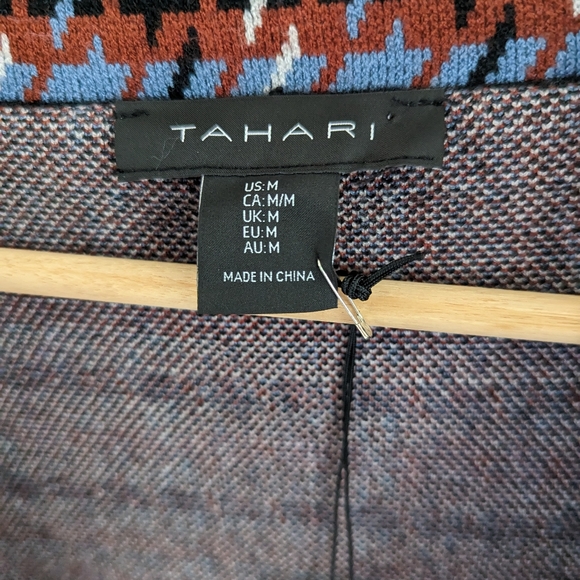 TAHARI
US: M
CA: M/M
UK: M
EU: M
AU: M
MADE IN CHINA